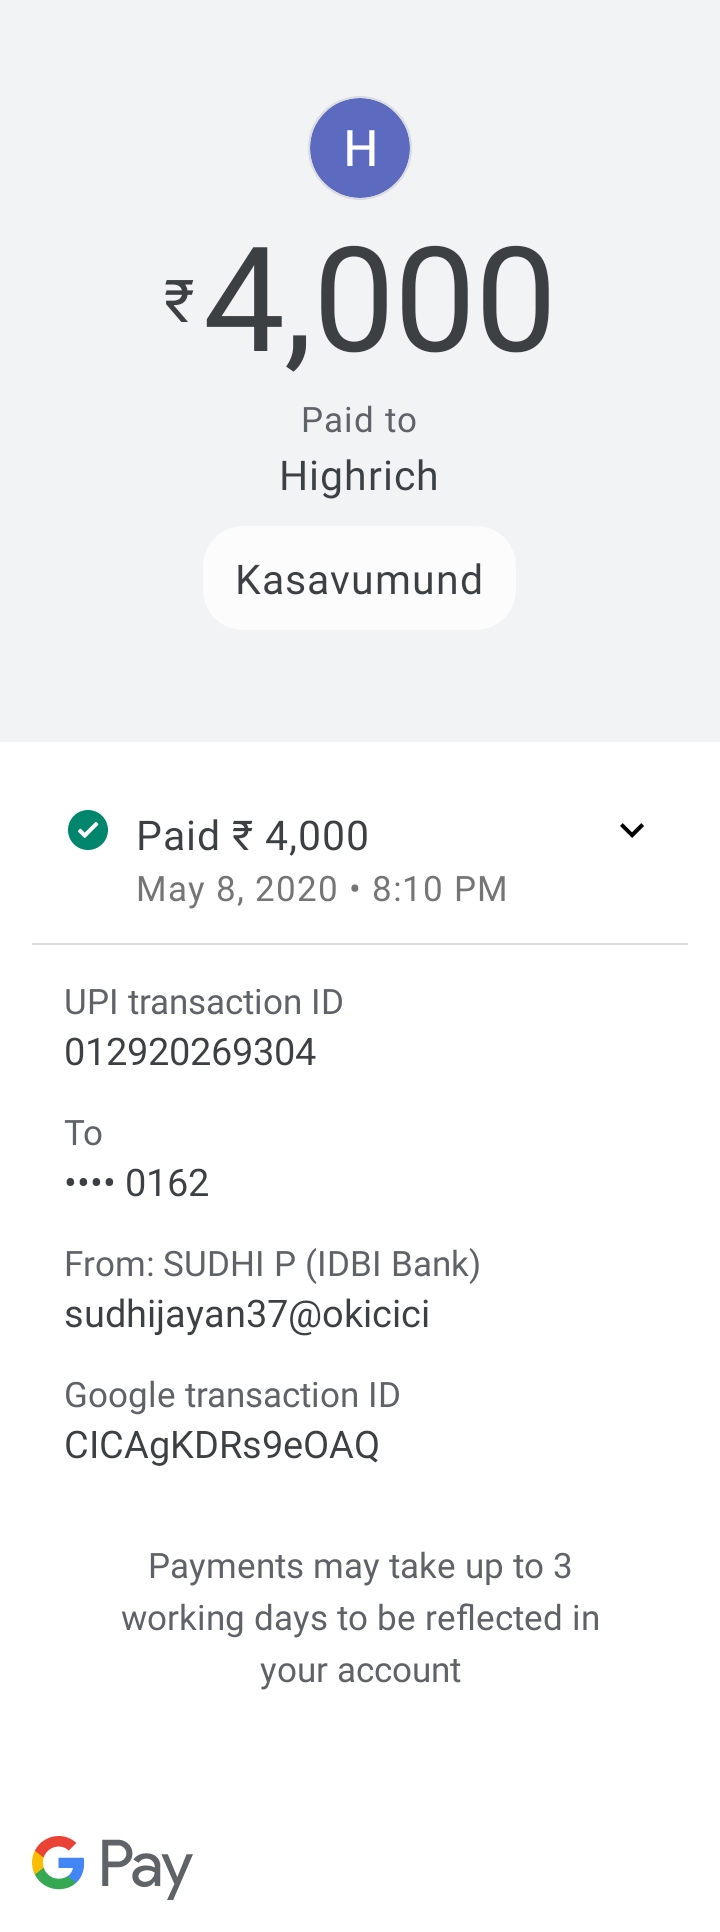 H
₹4,000
Paid to
Highrich
Kasavumund
Paid ₹ 4,000
May 8, 2020 • 8:10 PM
UPI transaction ID
012920269304
To
•••• 0162
From: SUDHI P (IDBI Bank)
sudhijayan37@okicici
Google transaction ID
CICAgKDRs9eOAQ
Payments may take up to 3
working days to be reflected in
your account
G Pay